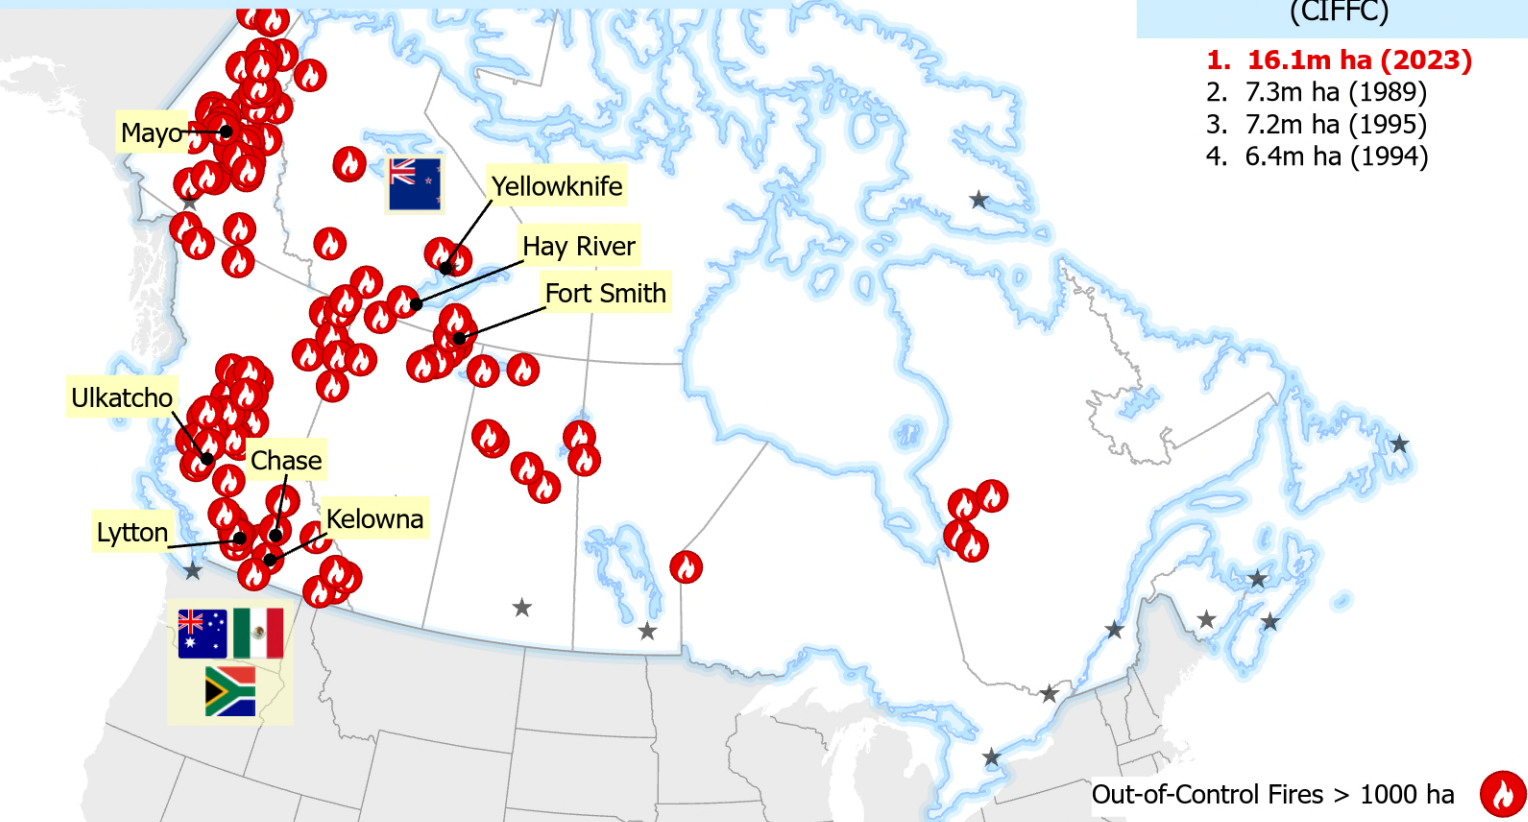 (CIFFC)
1. 16.1m ha (2023)
2. 7.3m ha (1989)
3. 7.2m ha (1995)
4. 6.4m ha (1994)
Mayo
Yellowknife
Hay River
Fort Smith
Ulkatcho
Chase
Kelowna
Lytton
Out-of-Control Fires > 1000 ha